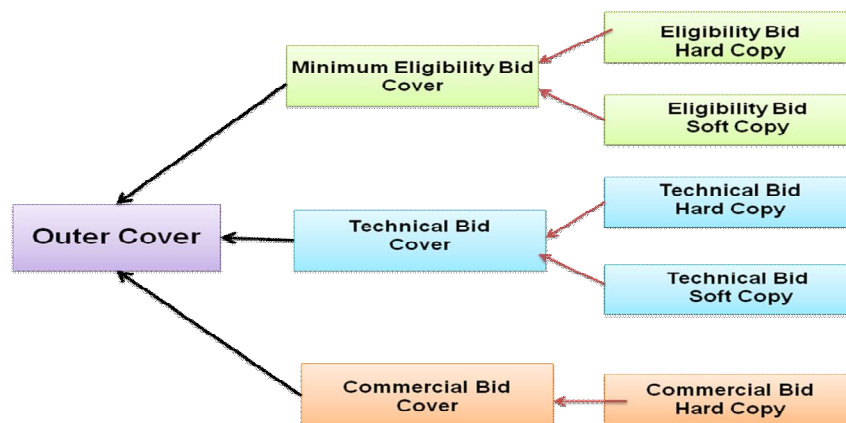 Eligibility Bid
Hard Copy
Minimum Eligibility Bid
Cover
Eligibility Bid
Soft Copy
Technical Bid
Hard Copy
Outer Cover
Technical Bid
Cover
Technical Bid
Soft Copy
Commercial Bid
Cover
Commercial Bid
Hard Copy